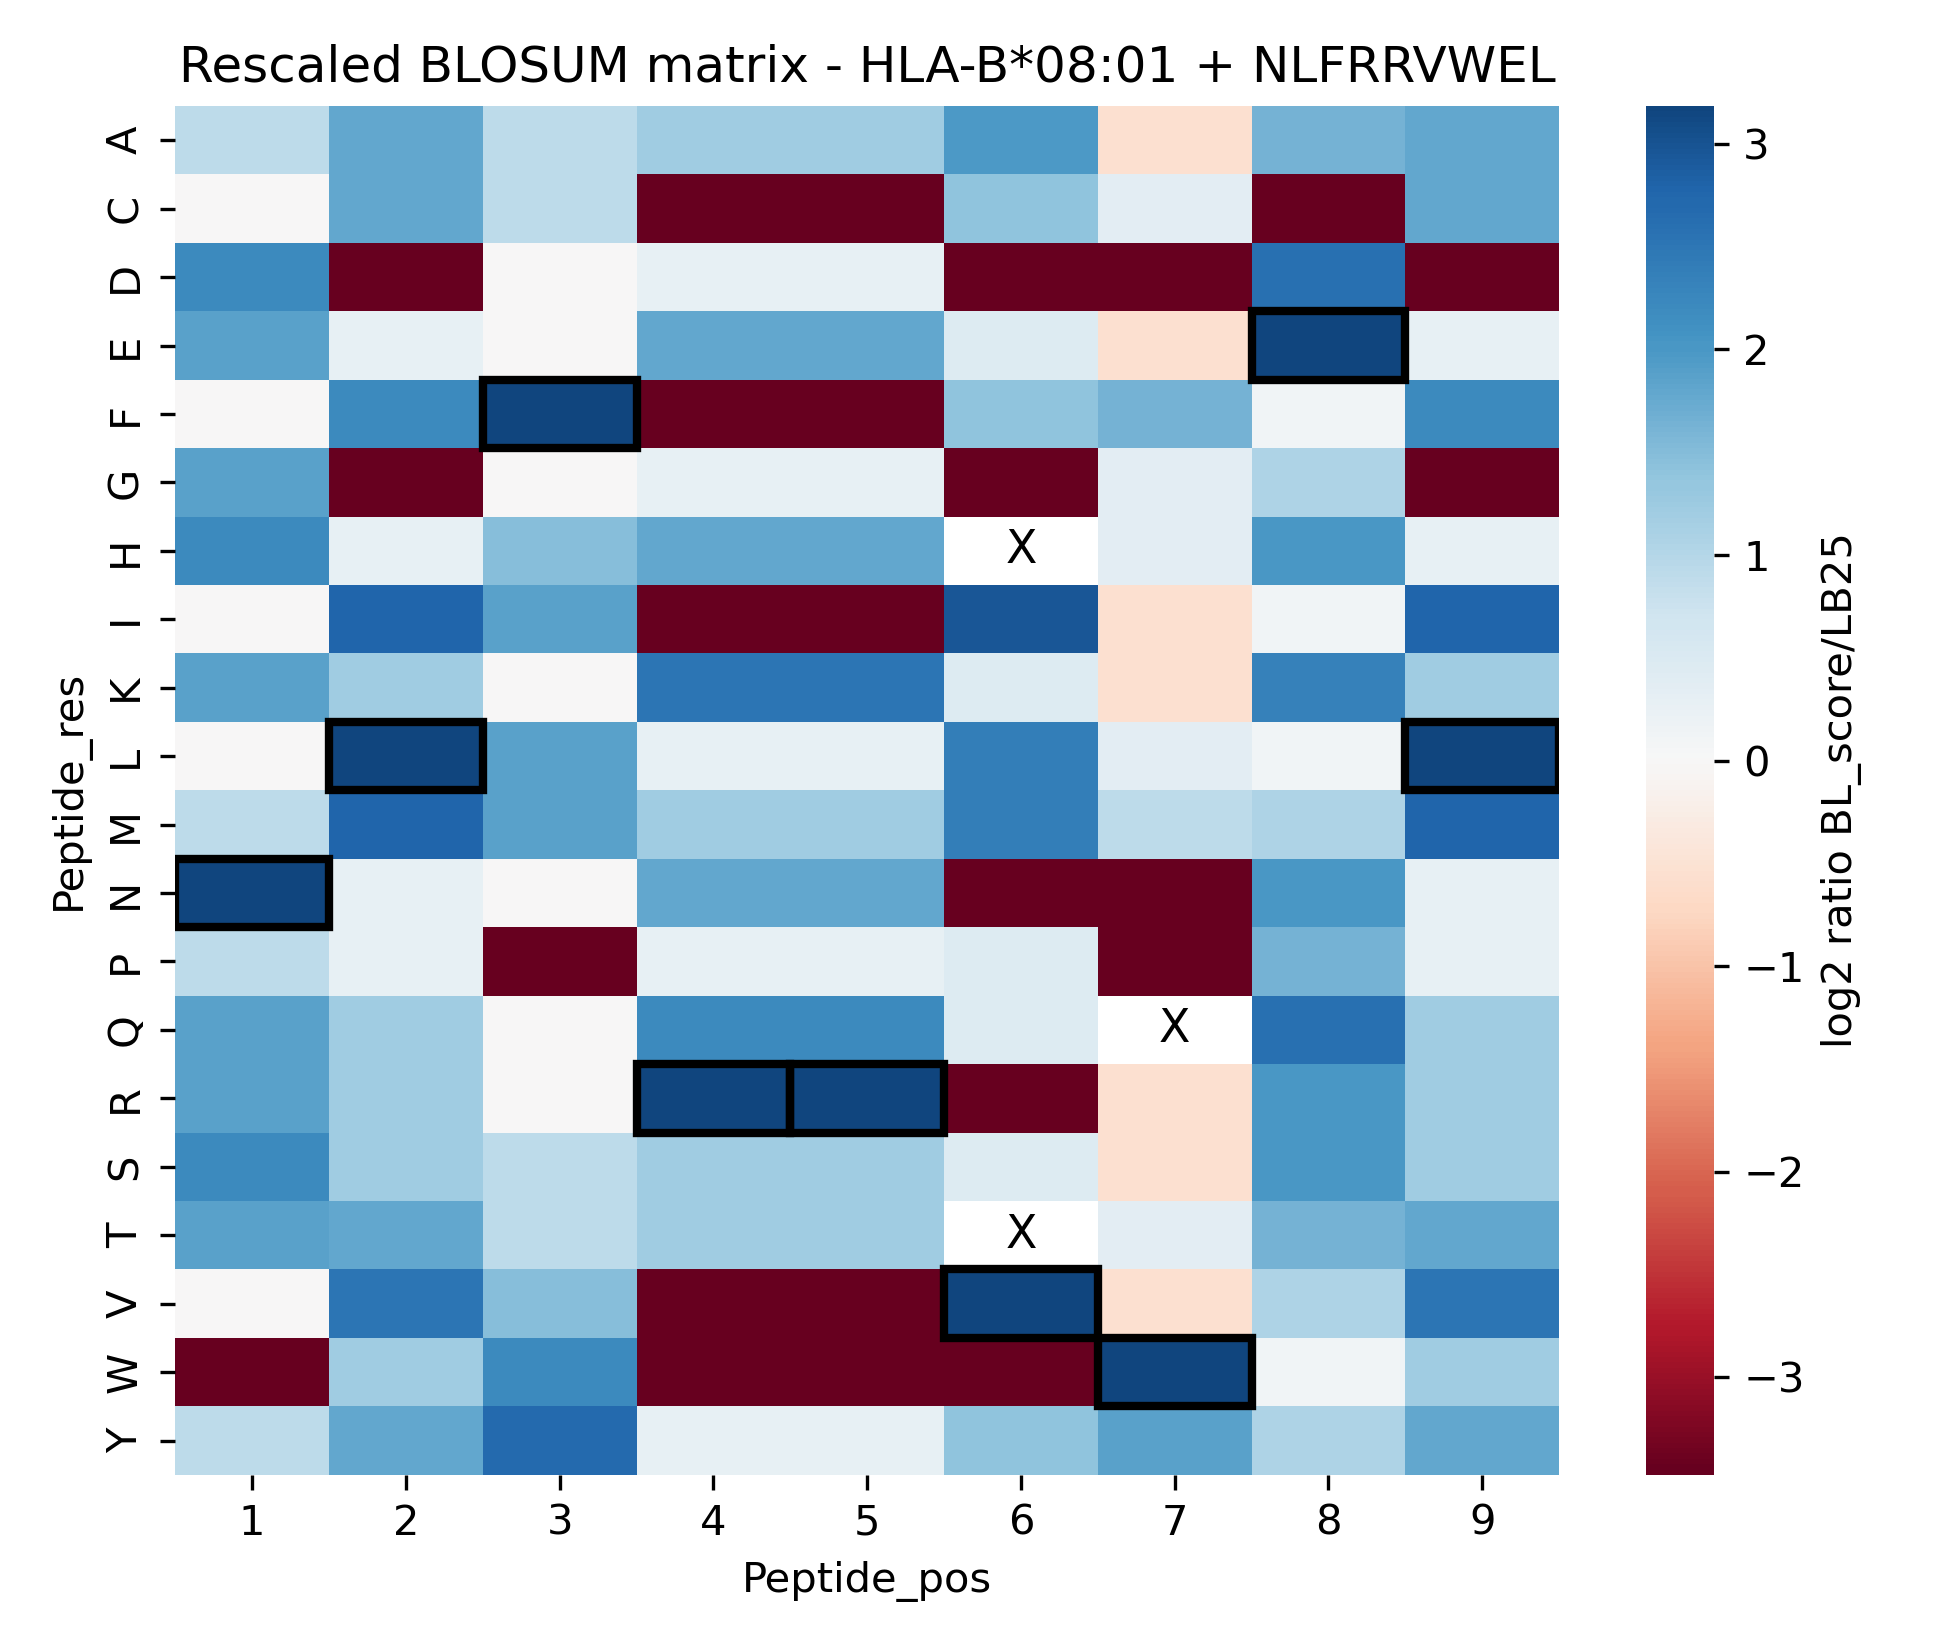 Rescaled BLOSUM matrix - HLA-B*08:01 + NLFRRVWEL
Peptide_res
A
C
D
E
F
G
H
I
K
L
M
N
P
Q
R
S
T
V
W
Y
X
X
X
1 2 3 4 5 6 7 8 9
Peptide_pos
3
2
1
0
−1
−2
−3
log2 ratio BL_score/LB25